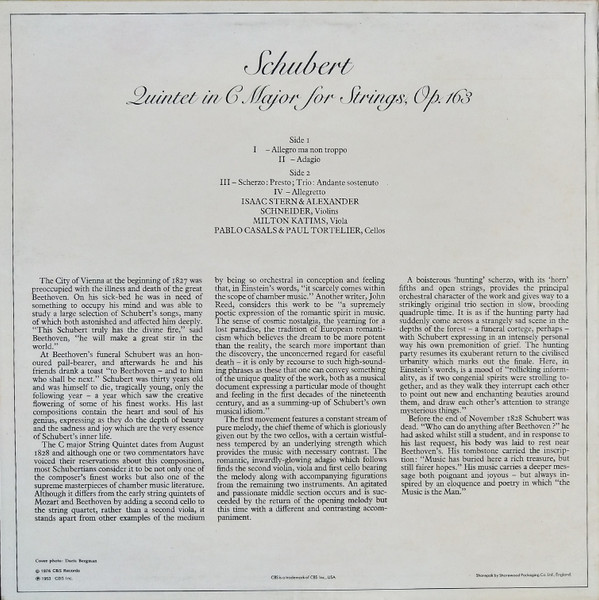 Schubert
Quintet in C Major for Strings, Op. 163
Side 1
I – Allegro ma non troppo
II – Adagio
Side 2
III – Scherzo: Presto; Trio: Andante sostenuto
IV – Allegretto
ISAAC STERN & ALEXANDER
SCHNEIDER, Violins
MILTON KATIMS, Viola
PABLO CASALS & PAUL TORTELIER, Cellos
The City of Vienna at the beginning of 1827 was
preoccupied with the illness and death of the great
Beethoven. On his sick-bed he was in need of
something to occupy his mind and was able to
study a large selection of Schubert's songs, many
of which both astonished and affected him deeply.
"This Schubert truly has the divine fire," said
Beethoven, "he will make a great stir in the
world."
At Beethoven's funeral Schubert was an hon-
oured pall-bearer, and afterwards he and his
friends drank a toast "to Beethoven – and to him
who shall be next." Schubert was thirty years old
and was himself to die, tragically young, only the
following year – a year which saw the creative
flowering of some of his finest works. His last
compositions contain the heart and soul of his
genius, expressing as they do the depth of beauty
and the sadness and joy which are the very essence
of Schubert's inner life.
The C major String Quintet dates from August
1828 and although one or two commentators have
voiced their reservations about this composition,
most Schubertians consider it to be not only one of
the composer's finest works but also one of the
supreme masterpieces of chamber music literature.
Although it differs from the early string quintets of
Mozart and Beethoven by adding a second cello to
the string quartet, rather than a second viola, it
stands apart from other examples of the medium
by being so orchestral in conception and feeling
that, in Einstein's words, "it scarcely comes within
the scope of chamber music." Another writer, John
Reed, considers this work to be "a supremely
poetic expression of the romantic spirit in music.
The sense of cosmic nostalgia, the yearning for a
lost paradise, the tradition of European romanti-
cism which believes the dream to be more potent
than the reality, the search more important than
the discovery, the unconcerned regard for easeful
death – it is only by recourse to such high-sound-
ing phrases as these that one can convey something
of the unique quality of the work, both as a musical
document expressing a particular mode of thought
and feeling in the first decades of the nineteenth
century, and as a summing-up of Schubert's own
musical idiom."
The first movement features a constant stream of
pure melody, the chief theme of which is gloriously
given out by the two cellos, with a certain wistful-
ness tempered by an underlying strength which
provides the music with necessary contrast. The
romantic, inwardly-glowing adagio which follows
finds the second violin, viola and first cello bearing
the melody along with accompanying figurations
from the remaining two instruments. An agitated
and passionate middle section occurs and is suc-
ceeded by the return of the opening melody but
this time with a different and contrasting accom-
paniment.
A boisterous 'hunting' scherzo, with its 'horn'
fifths and open strings, provides the principal
orchestral character of the work and gives way to a
strikingly original trio section in slow, brooding
quadruple time. It is as if the hunting party had
suddenly come across a strangely sad scene in the
depths of the forest – a funeral cortege, perhaps –
with Schubert expressing in an intensely personal
way his own premonition of grief. The hunting
party resumes its exuberant return to the civilised
urbanity which marks out the finale. Here, in
Einstein's words, is a mood of "rollicking inform-
ality, as if two congenial spirits were strolling to-
gether, and as they walk they interrupt each other
to point out new and enchanting beauties around
them, and draw each other's attention to strange
mysterious things."
Before the end of November 1828 Schubert was
dead. "Who can do anything after Beethoven?" he
had asked whilst still a student, and in response to
his last request, his body was laid to rest near
Beethoven's. His tombstone carried the inscrip-
tion: "Music has buried here a rich treasure, but
still fairer hopes." His music carries a deeper mes-
sage both poignant and joyous – but always in-
spired by an eloquence and poetry in which "the
Music is the Man."
Cover photo: Doris Bergman
℗ 1976 CBS Records
℗ 1953 CBS Inc.
CBS is a trademark of CBS Inc., USA
Sleevepak by Shorewood Packaging Co. Ltd., England